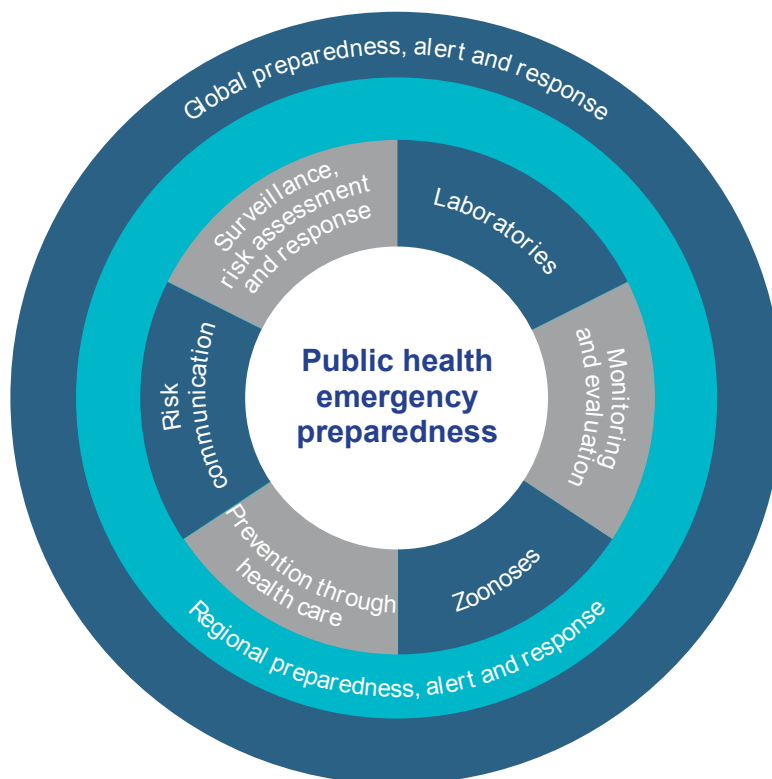 Global preparedness, alert and response
Surveillance,
risk assessment
and response
Laboratories
Risk
communication
Public health
emergency
preparedness
Monitoring
and evaluation
Prevention through
health care
Zoonoses
Regional preparedness, alert and response